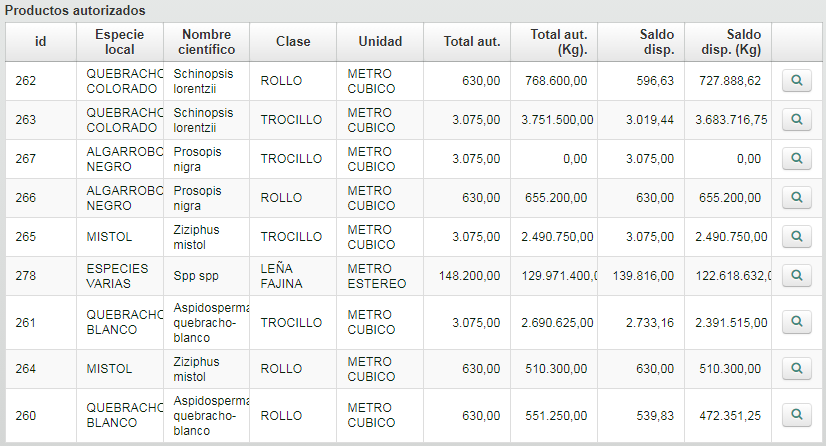 Productos autorizados
id Especie local Nombre científico Clase Unidad Total aut. Total aut. (Kg). Saldo disp. Saldo disp. (Kg)
262 QUEBRACHO COLORADO Schinopsis lorentzii ROLLO METRO CUBICO 630,00 768.600,00 596,63 727.888,62
263 QUEBRACHO COLORADO Schinopsis lorentzii TROCILLO METRO CUBICO 3.075,00 3.751.500,00 3.019,44 3.683.716,75
267 ALGARROBO NEGRO Prosopis nigra TROCILLO METRO CUBICO 3.075,00 0,00 3.075,00 0,00
266 ALGARROBO NEGRO Prosopis nigra ROLLO METRO CUBICO 630,00 655.200,00 630,00 655.200,00
265 MISTOL Ziziphus mistol TROCILLO METRO CUBICO 3.075,00 2.490.750,00 3.075,00 2.490.750,00
278 ESPECIES VARIAS Spp spp LEÑA FAJINA METRO ESTEREO 148.200,00 129.971.400,0 139.816,00 122.618.632,0
261 QUEBRACHO BLANCO Aspidosperma quebracho-blanco TROCILLO METRO CUBICO 3.075,00 2.690.625,00 2.733,16 2.391.515,00
264 MISTOL Ziziphus mistol ROLLO METRO CUBICO 630,00 510.300,00 630,00 510.300,00
260 QUEBRACHO BLANCO Aspidosperma quebracho-blanco ROLLO METRO CUBICO 630,00 551.250,00 539,83 472.351,25